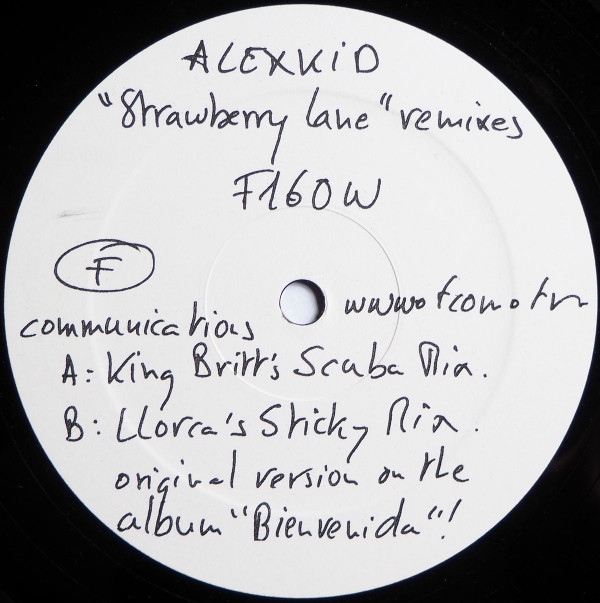 ALEXKID
"Strawberry Lane" remixes
F160W
F
communications
www.fcom.fr
A: King Britt's Scuba Mix.
B: Llorca's Sticky Mix.
original version on the
album "Bienvenida"!